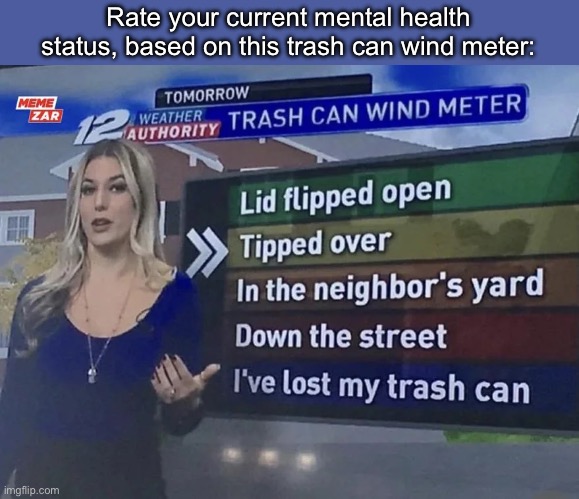 Rate your current mental health
status, based on this trash can wind meter:
MEME
ZAR
TOMORROW
12 WEATHER
AUTHORITY
TRASH CAN WIND METER
Lid flipped open
Tipped over
In the neighbor's yard
Down the street
I've lost my trash can
imgflip.com